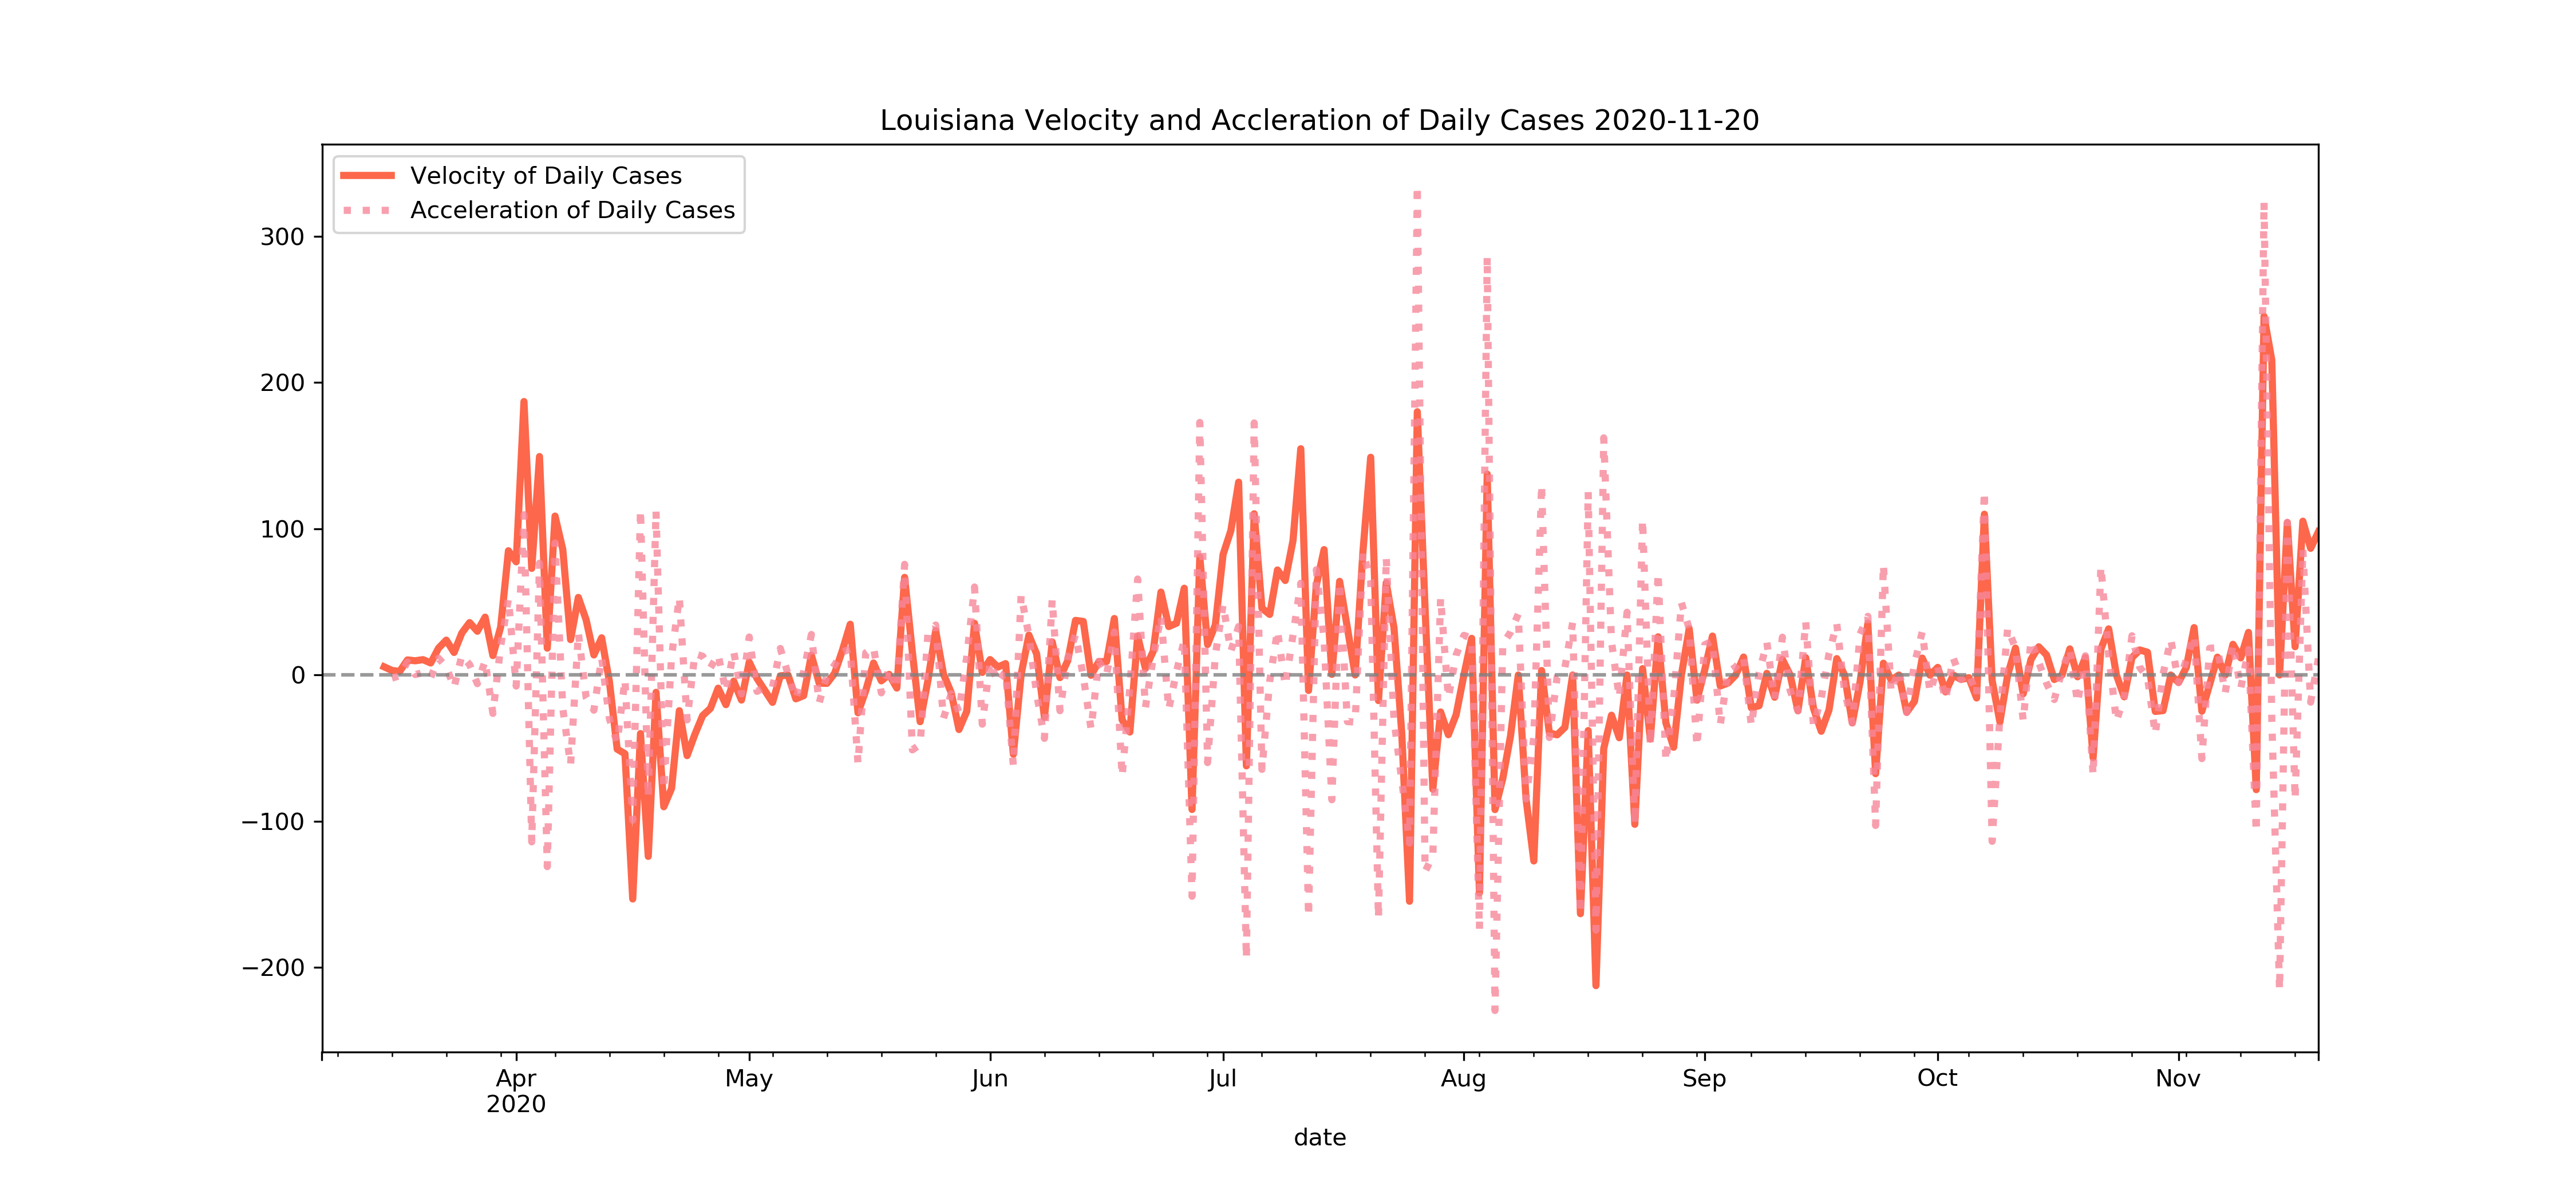 Louisiana Velocity and Accleration of Daily Cases 2020-11-20
Velocity of Daily Cases
Acceleration of Daily Cases
300
200
100
0
−100
−200
Apr May Jun Jul Aug Sep Oct Nov
2020
date